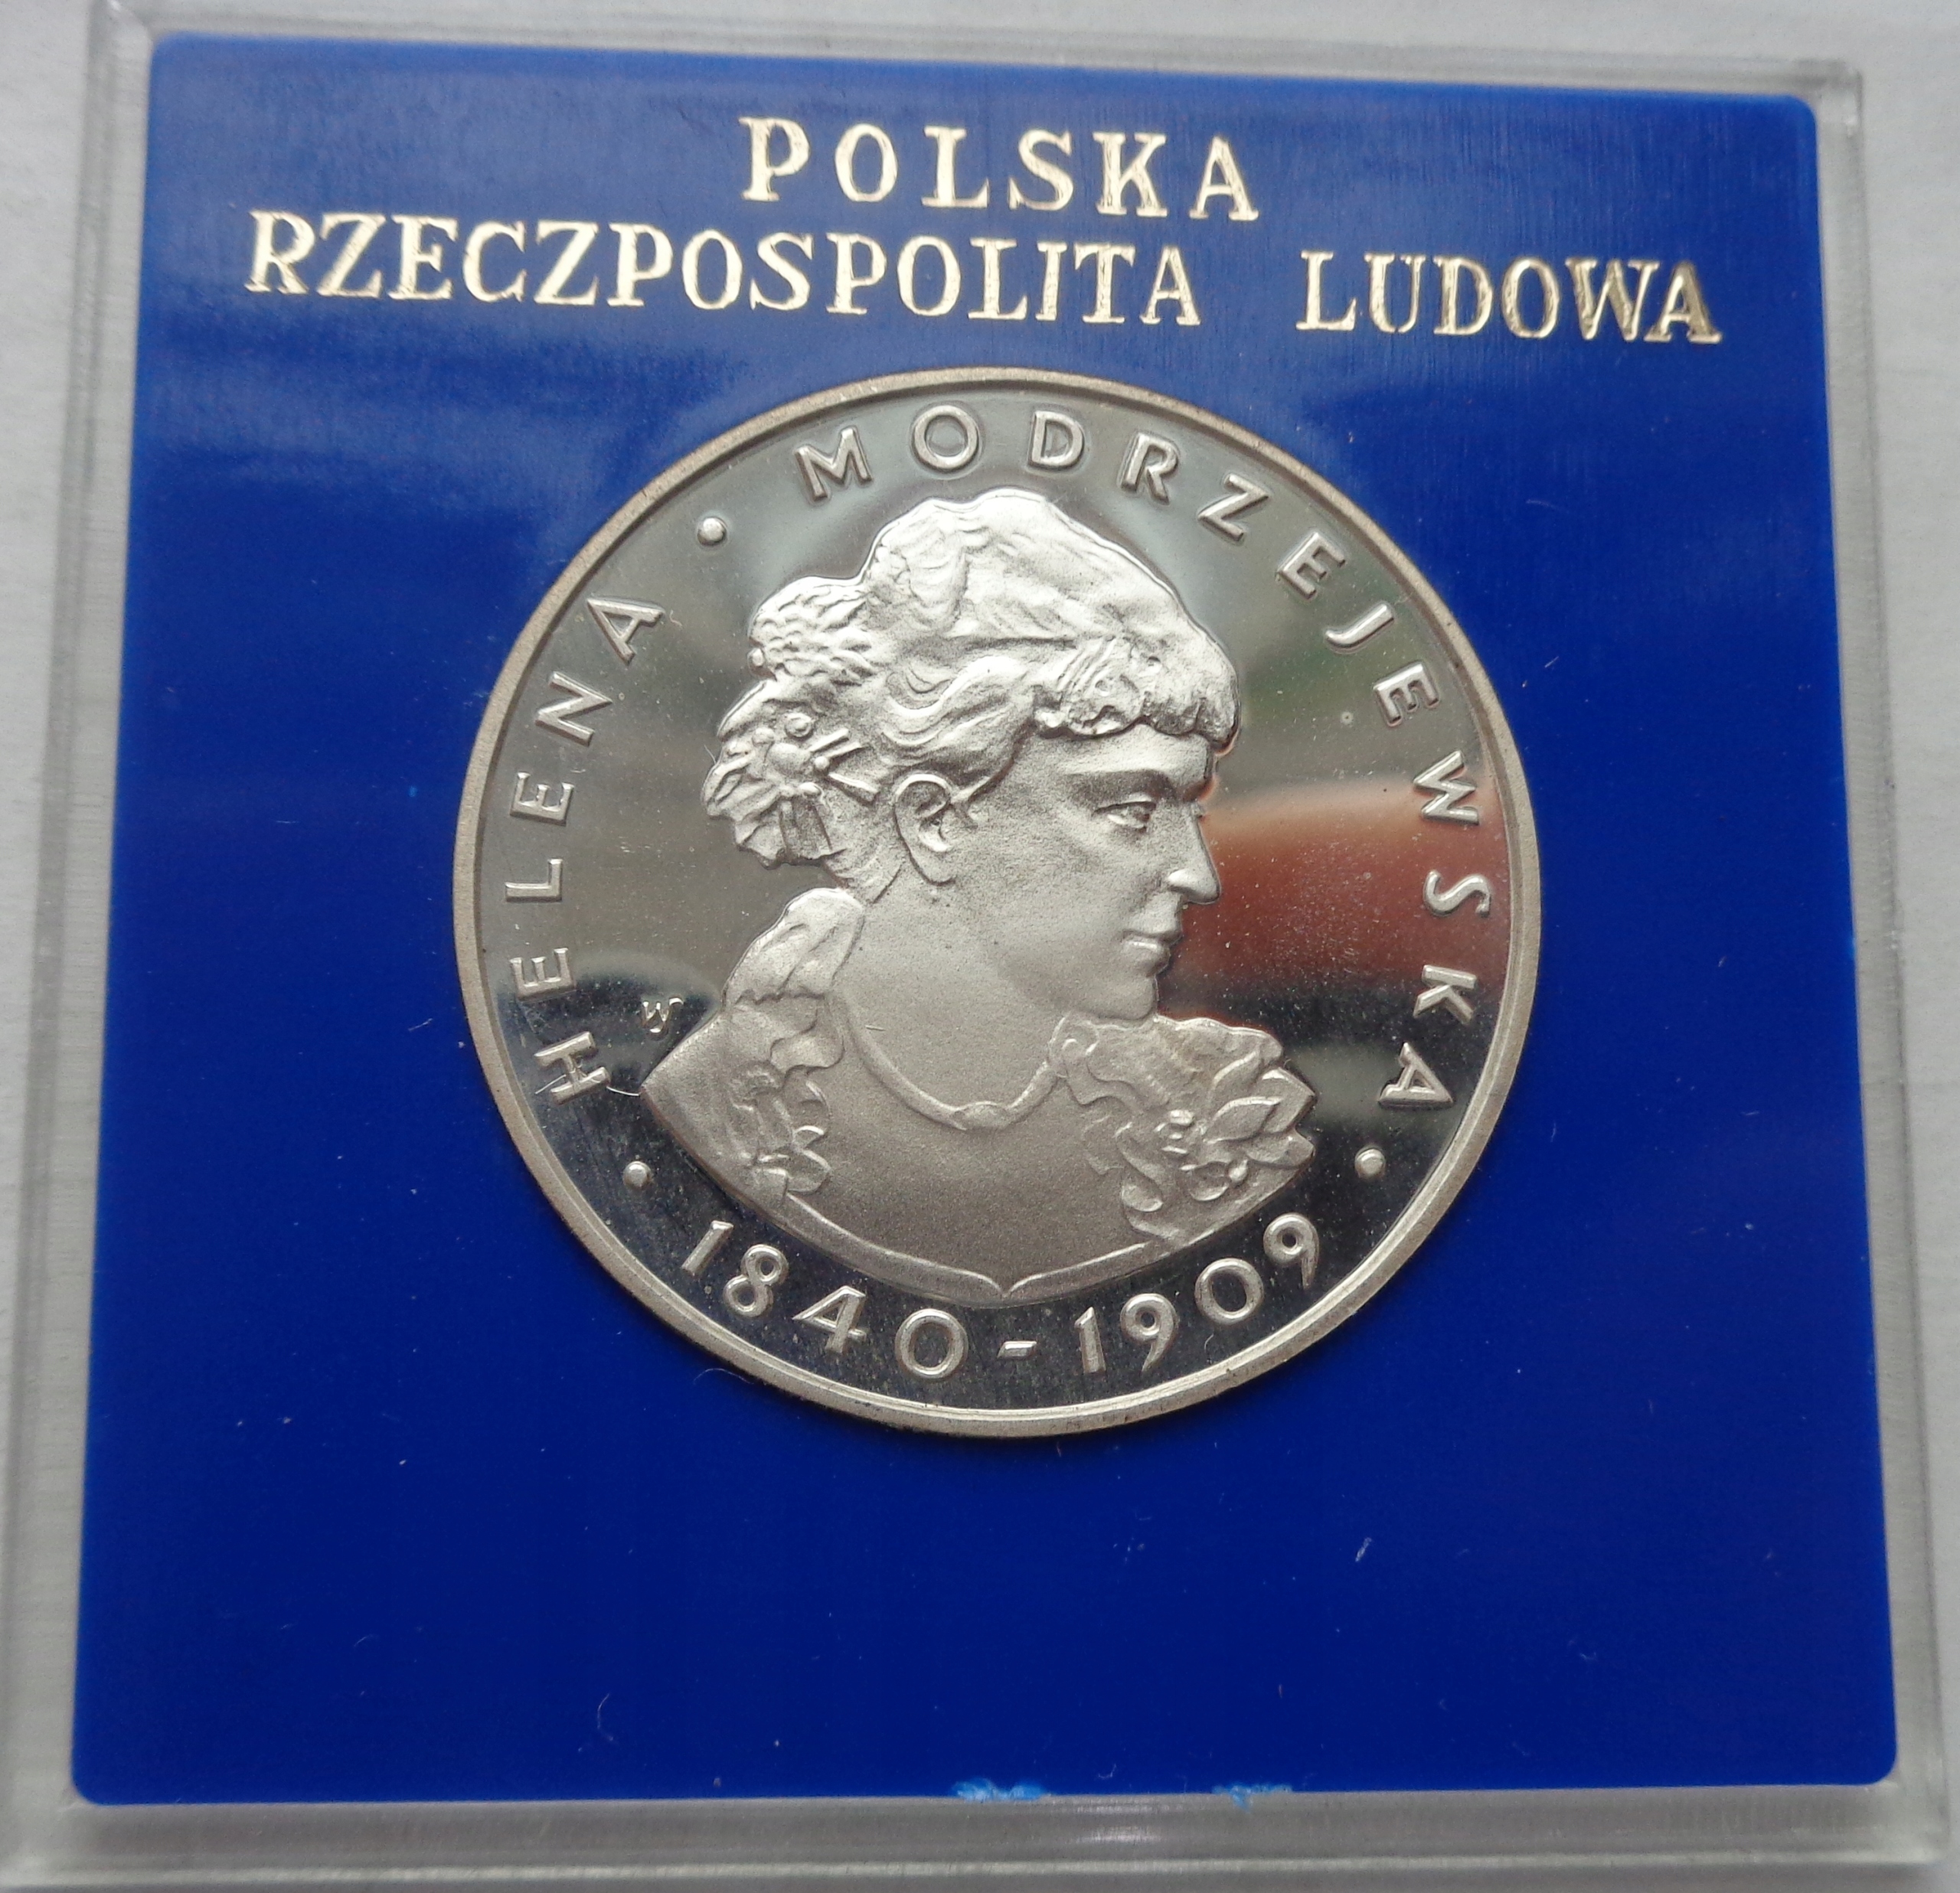 POLSKA
RZECZPOSPOLITA LUDOWA
HELENA • MODRZEJEWSKA
• 1840-1909 •